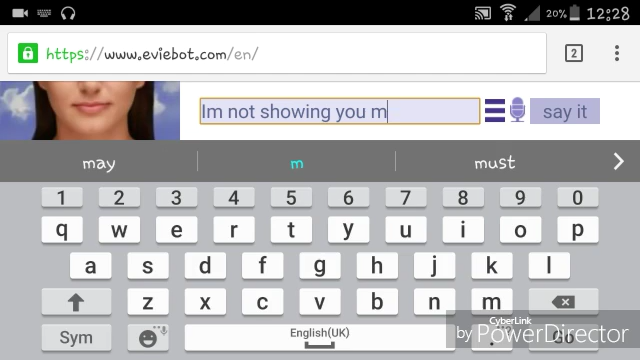 20% 12:28
https://www.eviebot.com/en/
2
Im not showing you m
say it
may m must
1 2 3 4 5 6 7 8 9 0
q w e r t y u i o p
a s d f g h j k l
z x c v b n m
Sym English(UK) . Go
CyberLink
by PowerDirector